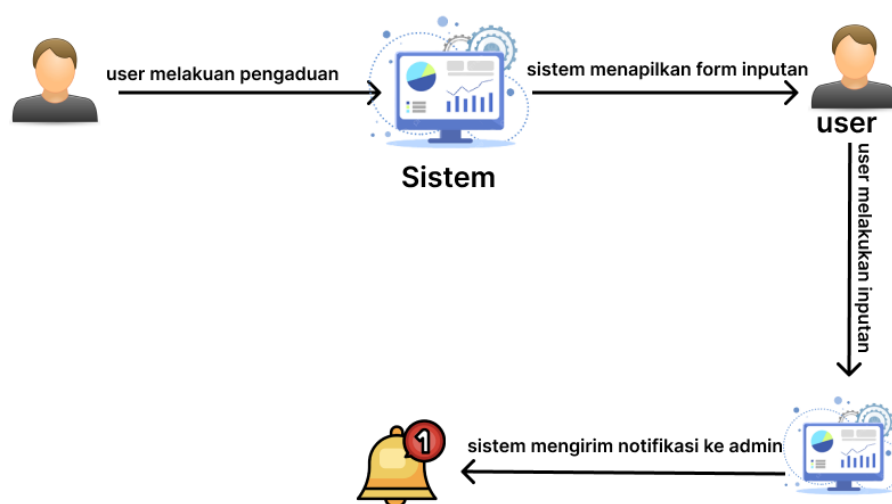 user melakuan pengaduan
sistem menapilkan form inputan
user
Sistem
user melakukan inputan
1
sistem mengirim notifikasi ke admin